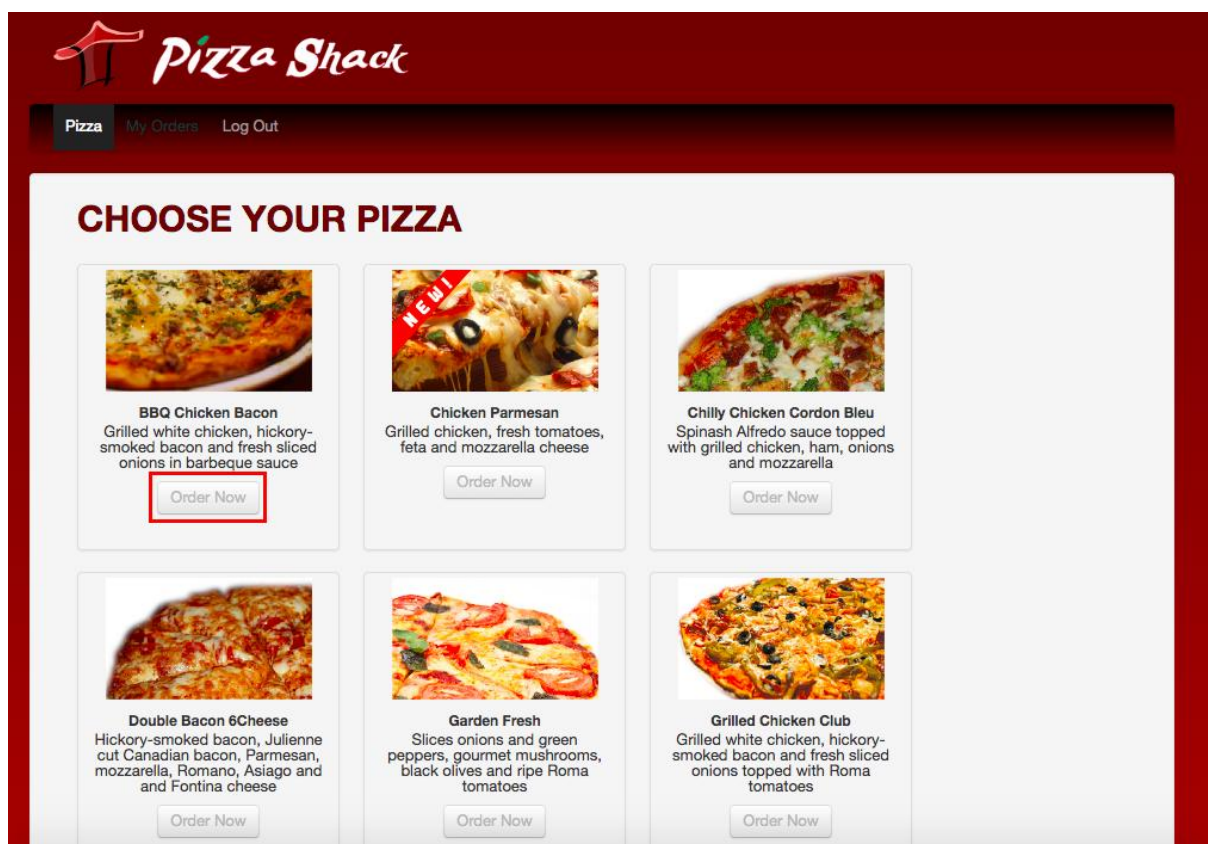 Pizza Shack
Pizza My Orders Log Out
CHOOSE YOUR PIZZA
NEW!
BBQ Chicken Bacon
Grilled white chicken, hickory-
smoked bacon and fresh sliced
onions in barbeque sauce
Order Now
Chicken Parmesan
Grilled chicken, fresh tomatoes,
feta and mozzarella cheese
Order Now
Chilly Chicken Cordon Bleu
Spinash Alfredo sauce topped
with grilled chicken, ham, onions
and mozzarella
Order Now
Double Bacon 6Cheese
Hickory-smoked bacon, Julienne
cut Canadian bacon, Parmesan,
mozzarella, Romano, Asiago and
and Fontina cheese
Order Now
Garden Fresh
Slices onions and green
peppers, gourmet mushrooms,
black olives and ripe Roma
tomatoes
Order Now
Grilled Chicken Club
Grilled white chicken, hickory-
smoked bacon and fresh sliced
onions topped with Roma
tomatoes
Order Now